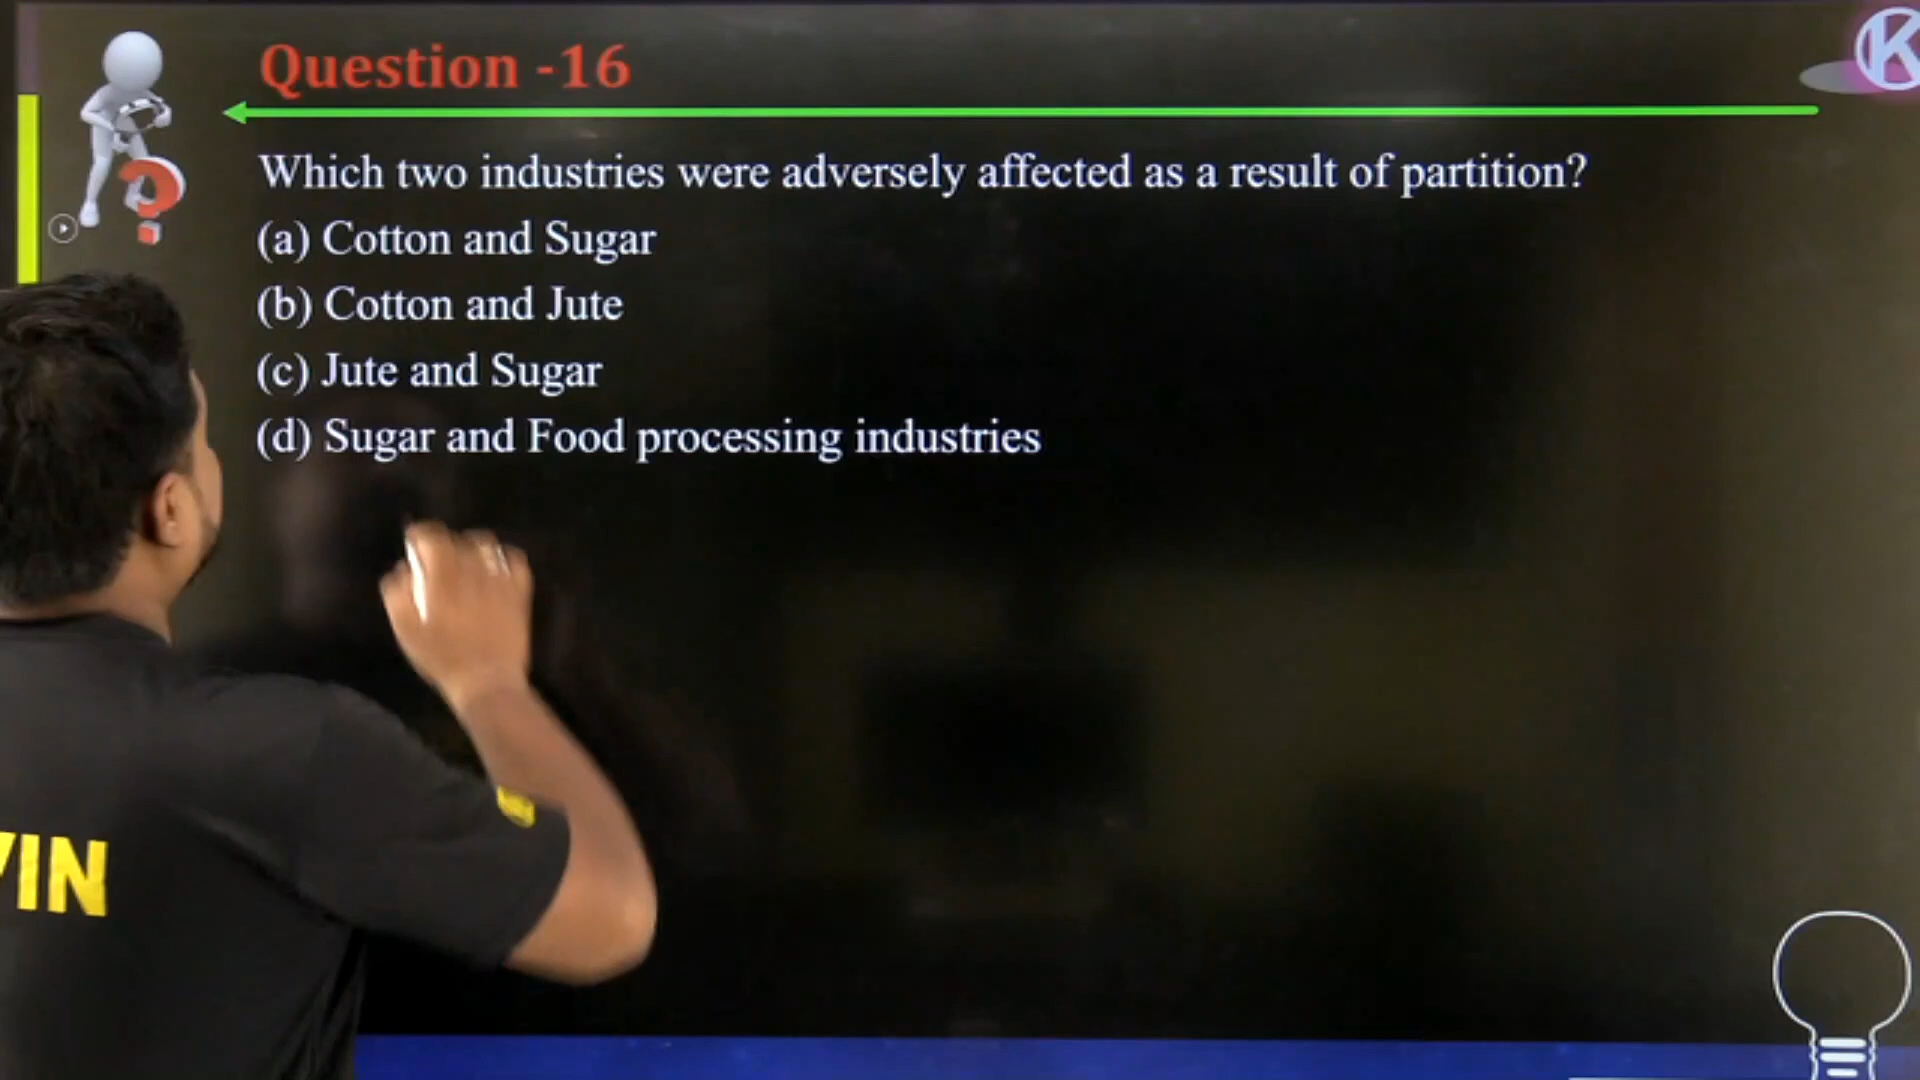 Question -16
Which two industries were adversely affected as a result of partition?
(a) Cotton and Sugar
(b) Cotton and Jute
(c) Jute and Sugar
(d) Sugar and Food processing industries
VIN
K